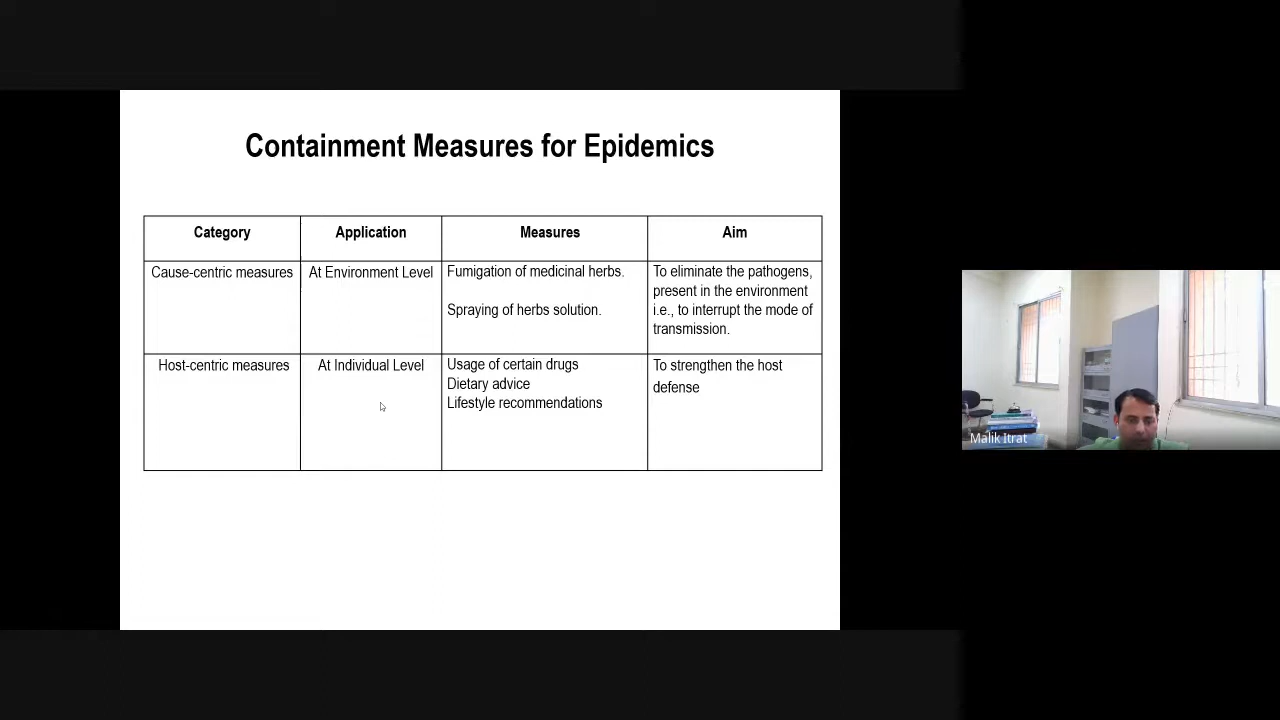 Containment Measures for Epidemics
Category
Application
Measures
Aim
Cause-centric measures
At Environment Level
Fumigation of medicinal herbs.
Spraying of herbs solution.
To eliminate the pathogens,
present in the environment
i.e., to interrupt the mode of
transmission.
Host-centric measures
At Individual Level
Usage of certain drugs
Dietary advice
Lifestyle recommendations
To strengthen the host
defense
Malik Itrat